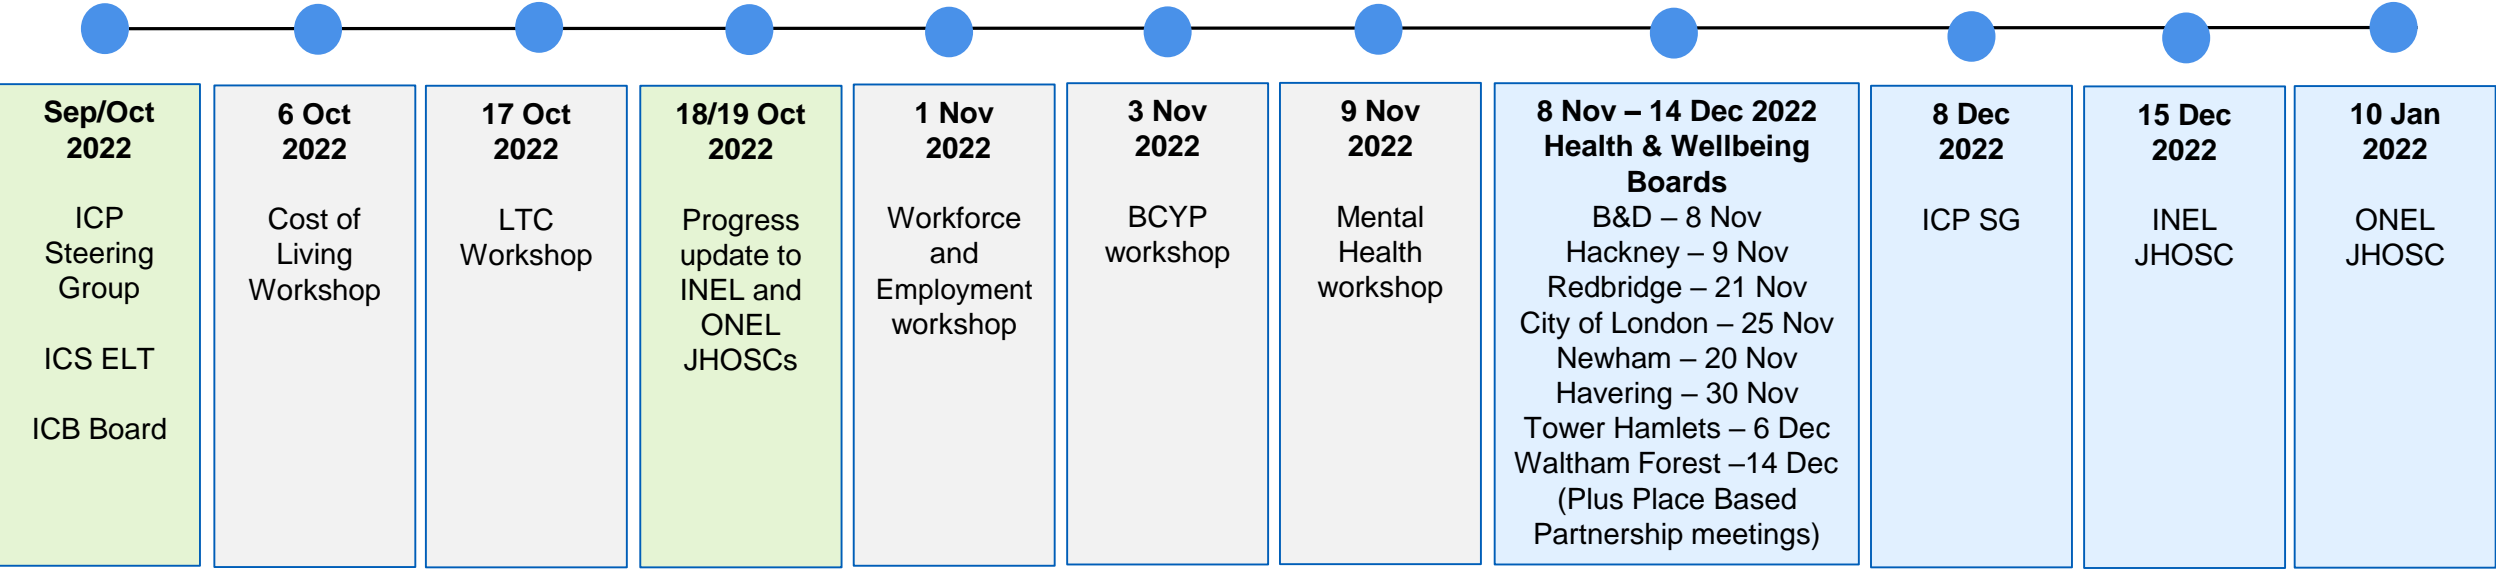 Sep/Oct
2022
ICP
Steering
Group
ICS ELT
ICB Board
6 Oct
2022
Cost of
Living
Workshop
17 Oct
2022
LTC
Workshop
18/19 Oct
2022
Progress
update to
INEL and
ONEL
JHOSCs
1 Nov
2022
Workforce
and
Employment
workshop
3 Nov
2022
BCYP
workshop
9 Nov
2022
Mental
Health
workshop
8 Nov – 14 Dec 2022
Health & Wellbeing
Boards
B&D – 8 Nov
Hackney – 9 Nov
Redbridge – 21 Nov
City of London – 25 Nov
Newham – 20 Nov
Havering – 30 Nov
Tower Hamlets – 6 Dec
Waltham Forest –14 Dec
(Plus Place Based
Partnership meetings)
8 Dec
2022
ICP SG
15 Dec
2022
INEL
JHOSC
10 Jan
2022
ONEL
JHOSC